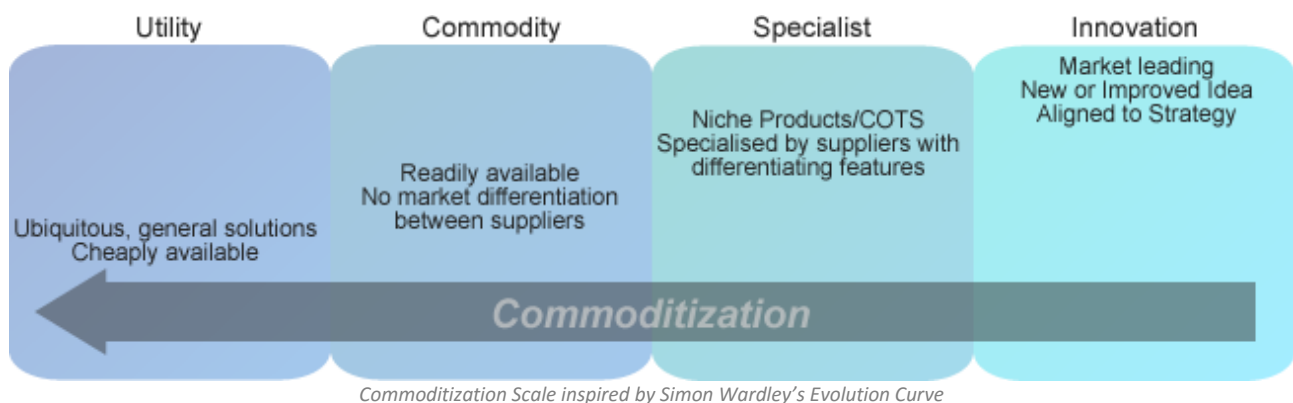 Utility
Commodity
Specialist
Innovation
Market leading
New or Improved Idea
Aligned to Strategy
Niche Products/COTS
Specialised by suppliers with
differentiating features
Readily available
No market differentiation
between suppliers
Ubiquitous, general solutions
Cheaply available
Commoditization
Commoditization Scale inspired by Simon Wardley's Evolution Curve